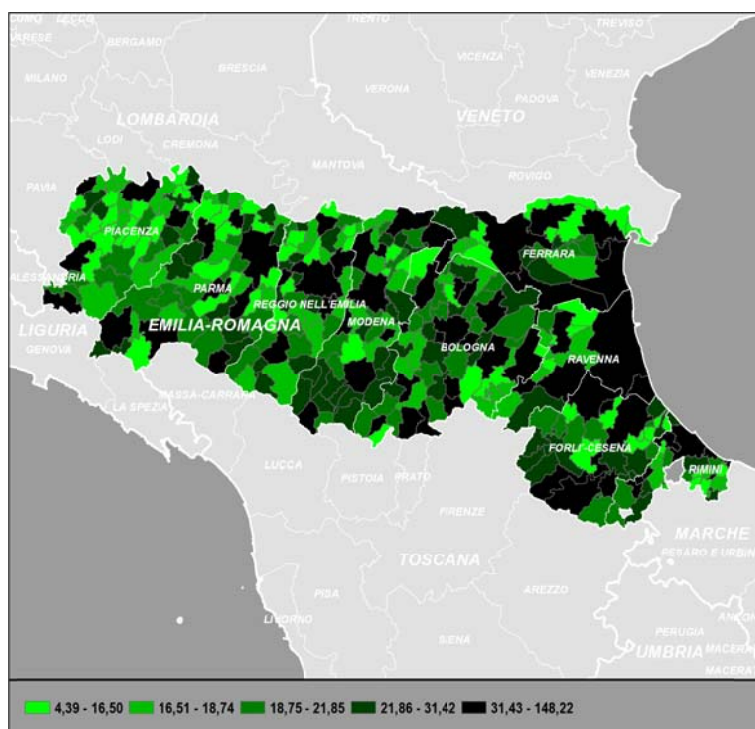 COMO
LECCO
VARESE
BERGAMO
TRENTO
TREVISO
VICENZA
BRESCIA
VENEZIA
MILANO
VERONA
PADOVA
LOMBARDIA
VENETO
LODI
CREMONA
MANTOVA
PAVIA
ROVIGO
PIACENZA
FERRARA
ALESSANDRIA
PARMA
REGGIO NELL'EMILIA
EMILIA-ROMAGNA
MODENA
LIGURIA
GENOVA
BOLOGNA
RAVENNA
MASSA-CARRARA
LA SPEZIA
FORLI'-CESENA
LUCCA
RIMINI
PISTOIA
PRATO
FIRENZE
MARCHE
PESARO E URBINO
TOSCANA
PISA
AREZZO
LIVORNO
SIENA
PERUGIA
UMBRIA
MACERATA
4,39 - 16,50 16,51 - 18,74 18,75 - 21,85 21,86 - 31,42 31,43 - 148,22